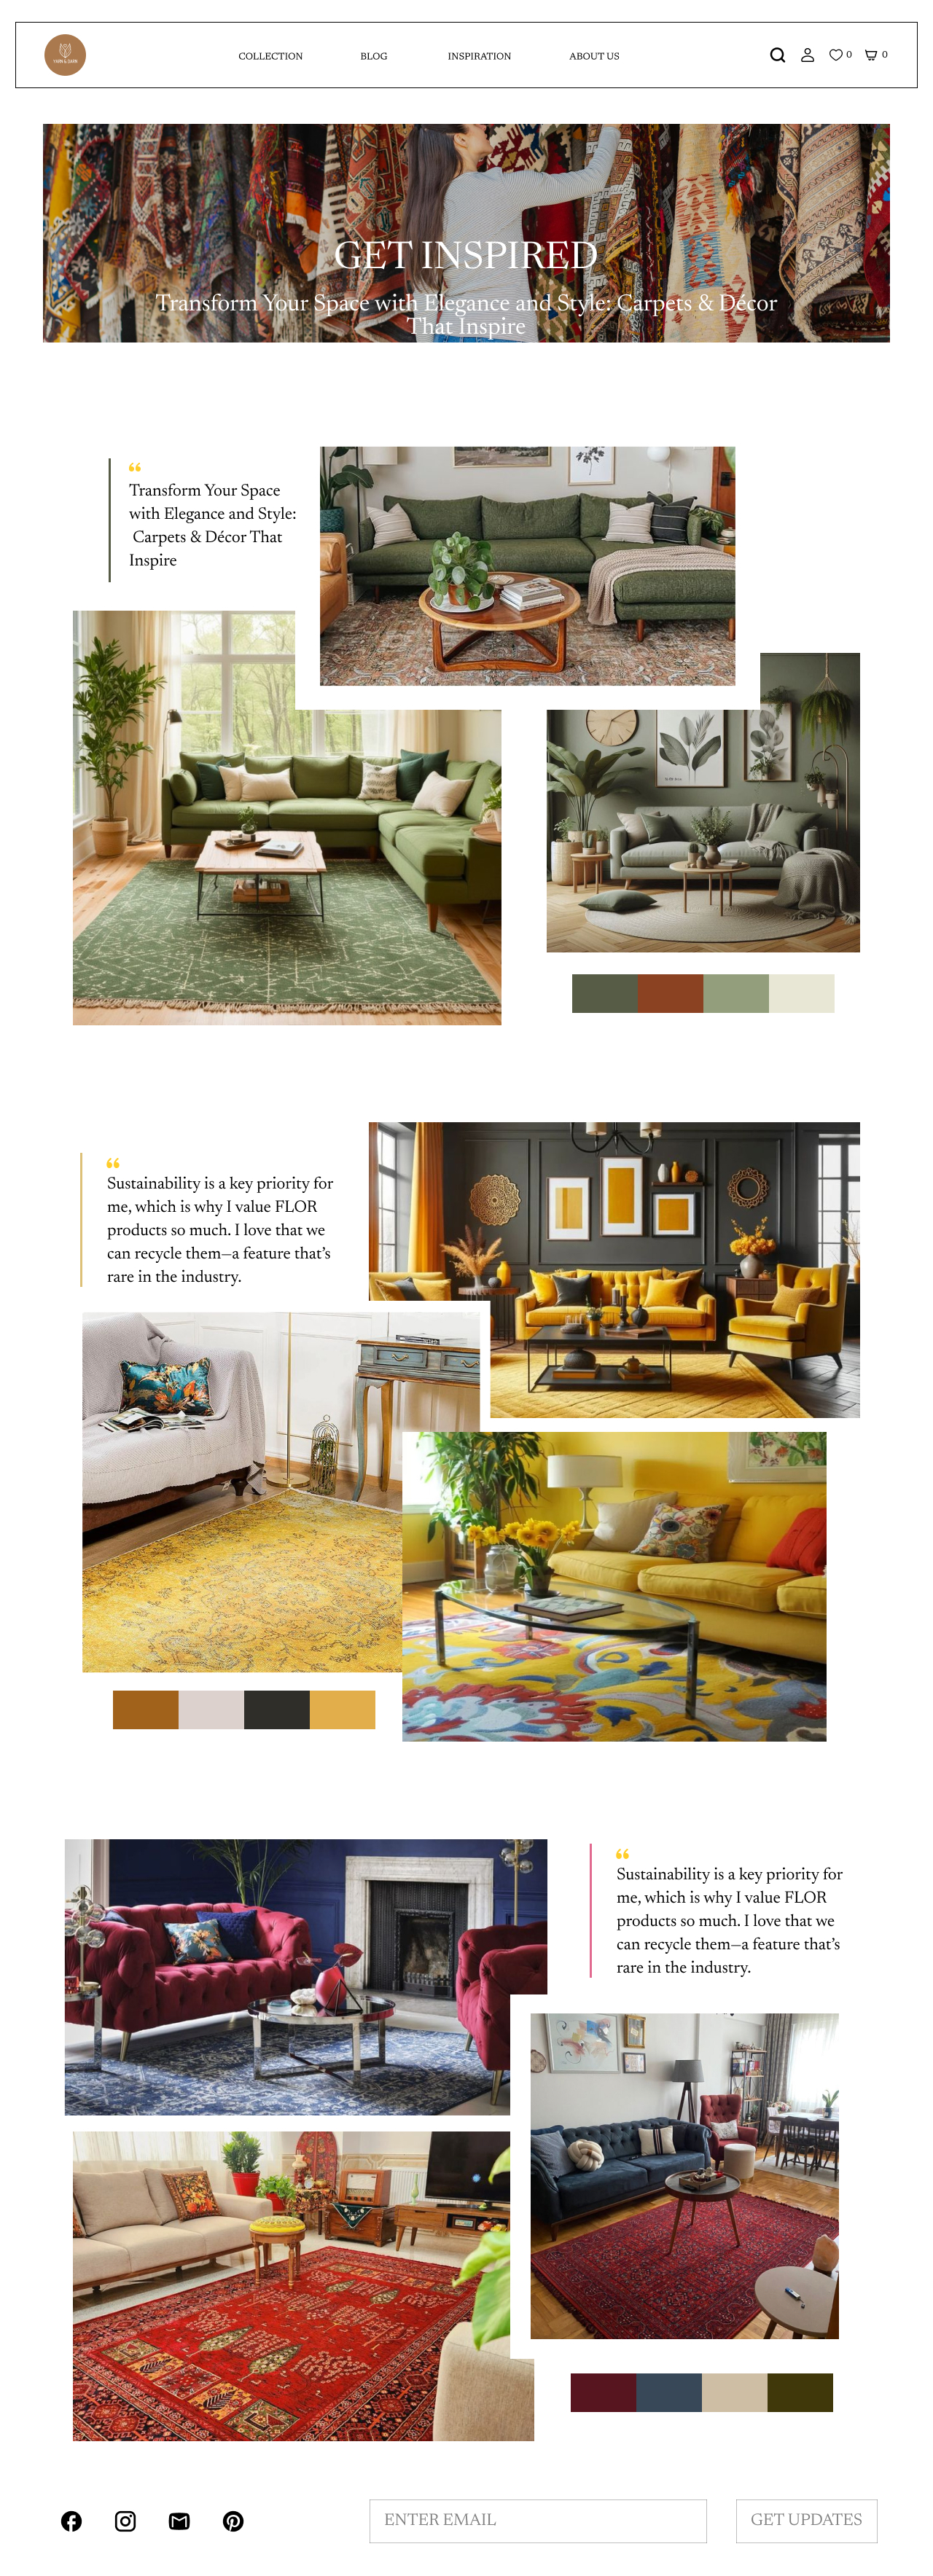 YARN & DARN
COLLECTION
BLOG
INSPIRATION
ABOUT US
0
0
GET INSPIRED
Transform Your Space with Elegance and Style: Carpets & Décor
That Inspire
“
Transform Your Space
with Elegance and Style:
Carpets & Décor That
Inspire
“
Sustainability is a key priority for
me, which is why I value FLOR
products so much. I love that we
can recycle them—a feature that’s
rare in the industry.
“
Sustainability is a key priority for
me, which is why I value FLOR
products so much. I love that we
can recycle them—a feature that’s
rare in the industry.
ENTER EMAIL
GET UPDATES